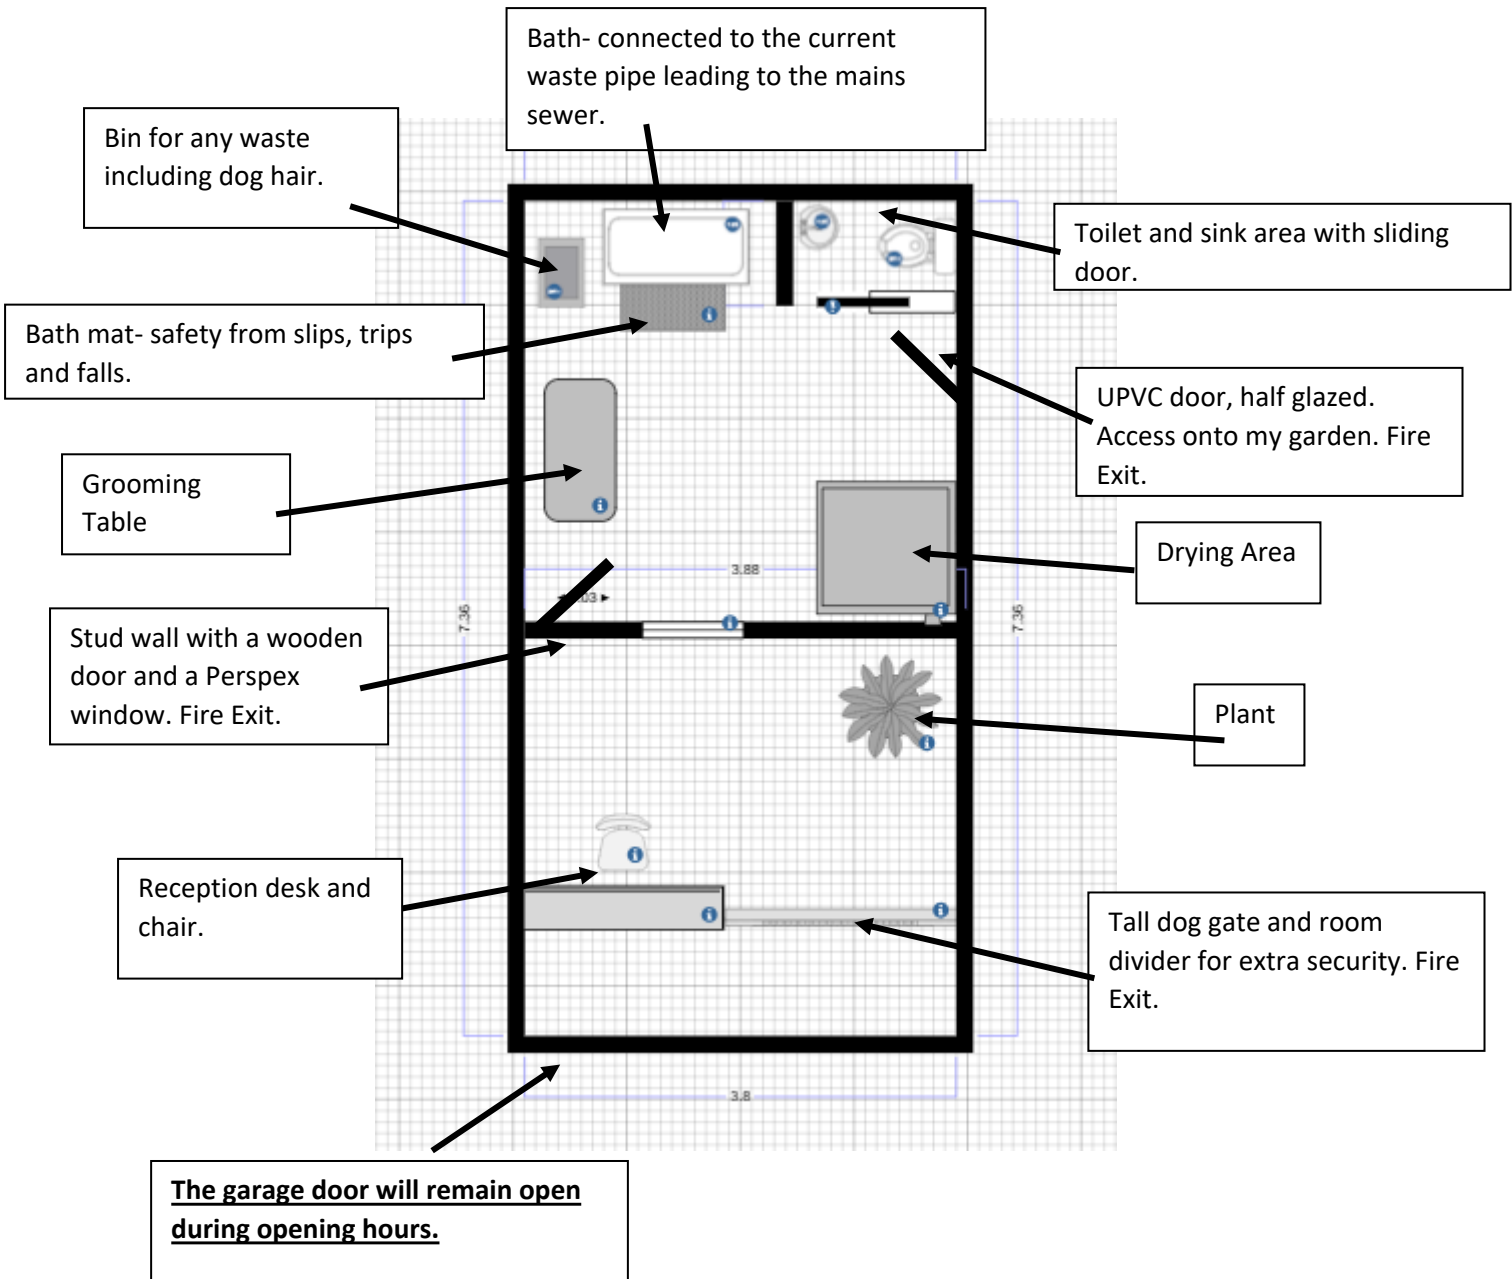 Bath- connected to the current
waste pipe leading to the mains
sewer.
Bin for any waste
including dog hair.
Toilet and sink area with sliding
door.
Bath mat- safety from slips, trips
and falls.
UPVC door, half glazed.
Access onto my garden. Fire
Exit.
Grooming
Table
Drying Area
3.88
7.36
7.36
Stud wall with a wooden
door and a Perspex
window. Fire Exit.
Plant
Reception desk and
chair.
Tall dog gate and room
divider for extra security. Fire
Exit.
3.8
The garage door will remain open
during opening hours.